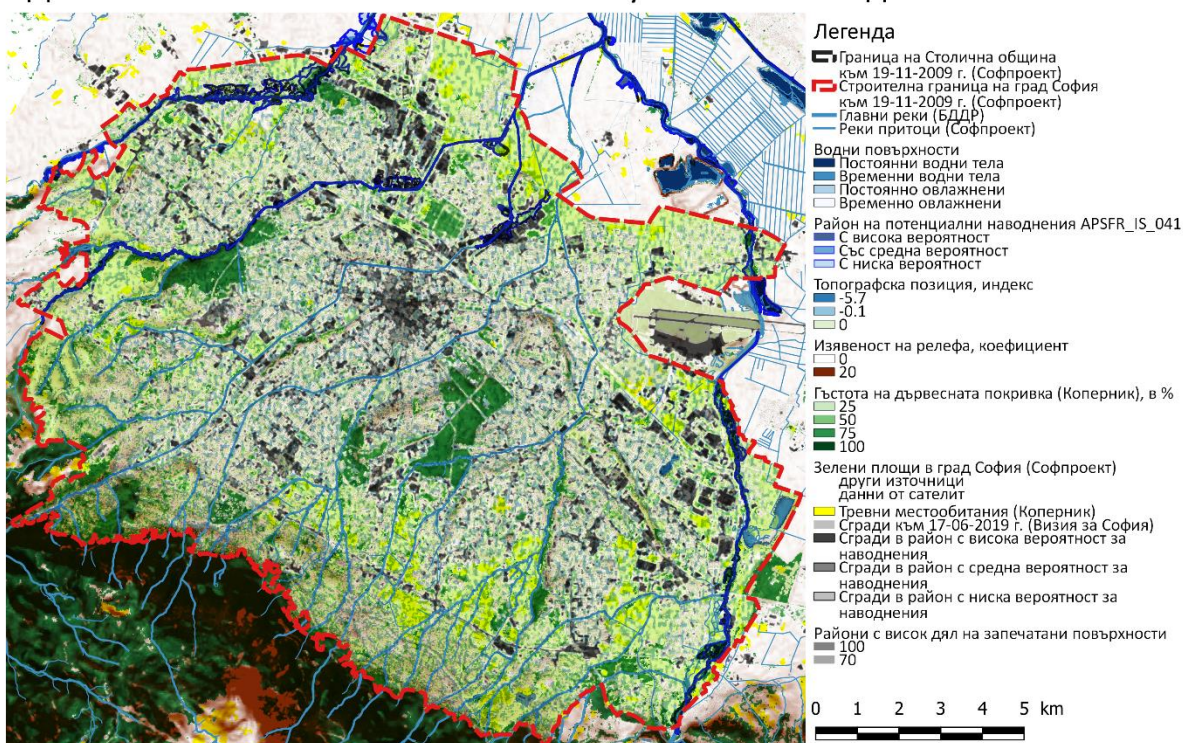 Легенда
Граница на Столична община
към 19-11-2009 г. (Софпроект)
Строителна граница на град София
към 19-11-2009 г. (Софпроект)
Главни реки (БДДР)
Реки притоци (Софпроект)
Водни повърхности
Постоянни водни тела
Временни водни тела
Постоянно овлажнени
Временно овлажнени
Район на потенциални наводнения APSFR_IS_041
С висока вероятност
Със средна вероятност
С ниска вероятност
Топографска позиция, индекс
-5.7
-0.1
0
Изявеност на релефа, коефициент
0
20
Гъстота на дървесната покривка (Коперник), в %
25
50
75
100
Зелени площи в град София (Софпроект)
други източници
данни от сателит
Тревни местообитания (Коперник)
Сгради към 17-06-2019 г. (Визия за София)
Сгради в район с висока вероятност за
наводнения
Сгради в район с средна вероятност за
наводнения
Сгради в район с ниска вероятност за
наводнения
Райони с висок дял на запечатани повърхности
100
70
0 1 2 3 4 5 km